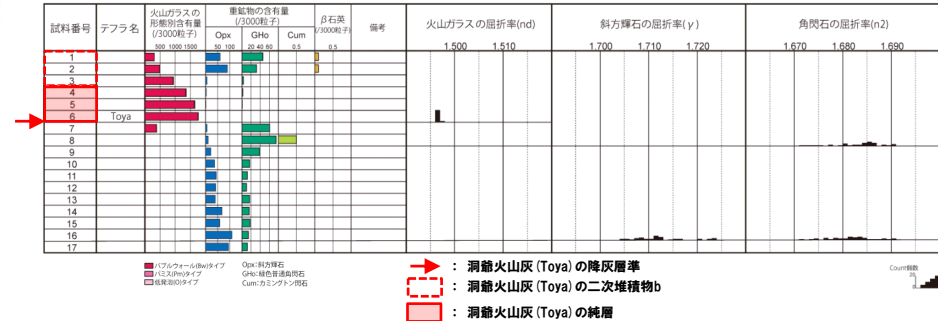 試料番号
テフラ名
火山ガラスの
形態別含有量
(/3000粒子)
500 1000 1500
重鉱物の含有量
(/3000粒子)
Opx
GHo
Cum
50 100
20 40 60
0.5
β石英
(/3000粒子)
0.5
備考
火山ガラスの屈折率(nd)
1.500 1.510
斜方輝石の屈折率(γ)
1.700 1.710 1.720
角閃石の屈折率(n2)
1.670 1.680 1.690
1
2
3
4
5
6 Toya
7
8
9
10
11
12
13
14
15
16
17
バブルウォール(Bw)タイプ
パミス(Pm)タイプ
低発泡(O)タイプ
Opx:斜方輝石
GHo:緑色普通角閃石
Cum:カミングトン閃石
: 洞爺火山灰(Toya)の降灰層準
: 洞爺火山灰(Toya)の二次堆積物b
: 洞爺火山灰(Toya)の純層
Count個数